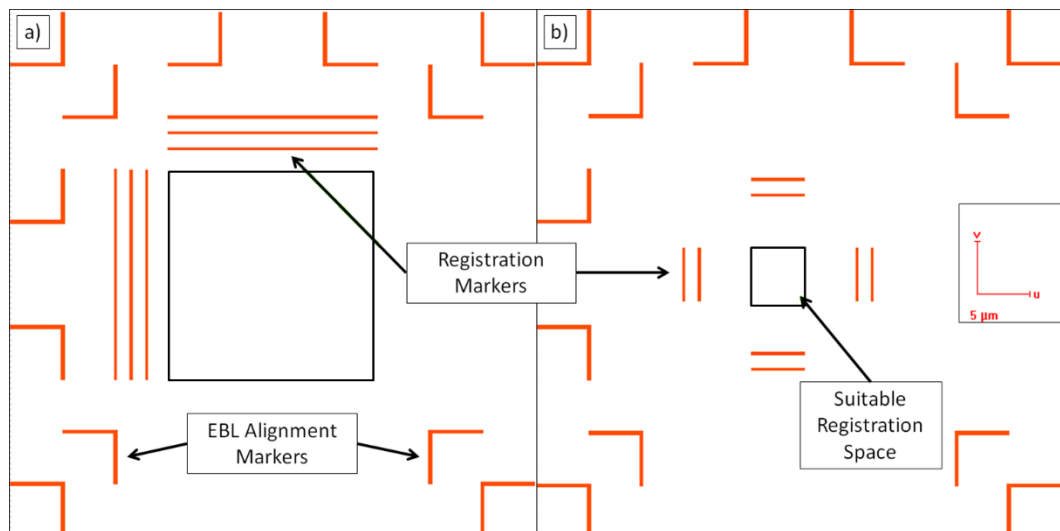 a)
b)
Registration
Markers
EBL Alignment
Markers
v
u
5 µm
Suitable
Registration
Space